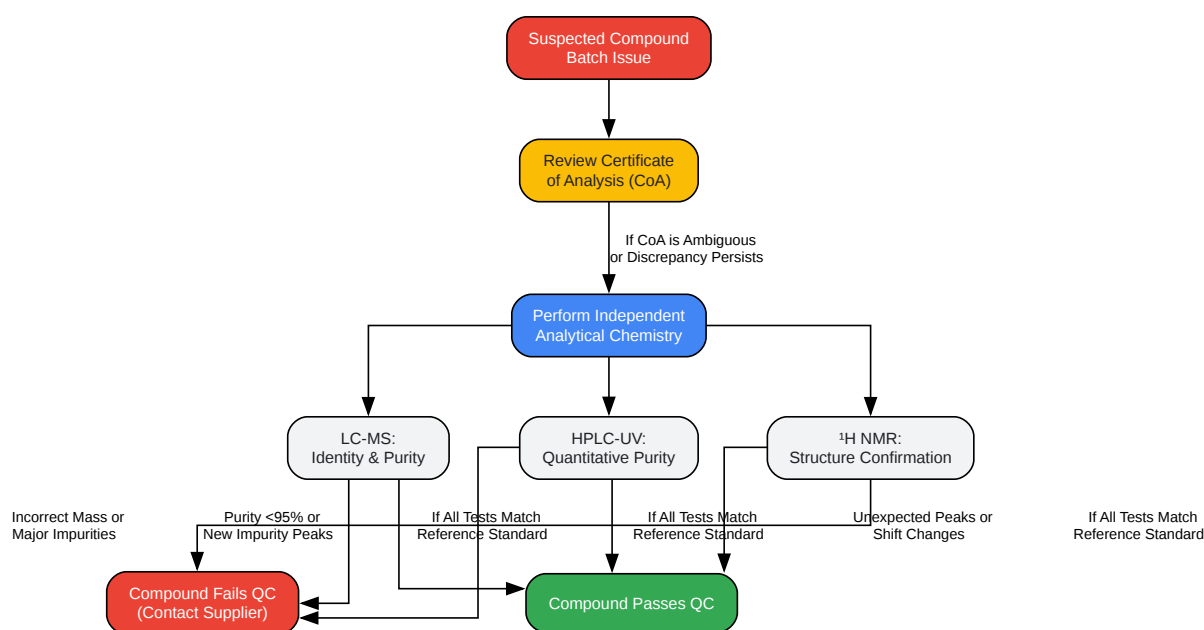 Suspected Compound
Batch Issue
Review Certificate
of Analysis (CoA)
If CoA is Ambiguous
or Discrepancy Persists
Perform Independent
Analytical Chemistry
LC-MS:
Identity & Purity
HPLC-UV:
Quantitative Purity
¹H NMR:
Structure Confirmation
Incorrect Mass or
Major Impurities
Purity <95% or
New Impurity Peaks
If All Tests Match
Reference Standard
If All Tests Match
Reference Standard
Unexpected Peaks or
Shift Changes
If All Tests Match
Reference Standard
Compound Fails QC
(Contact Supplier)
Compound Passes QC